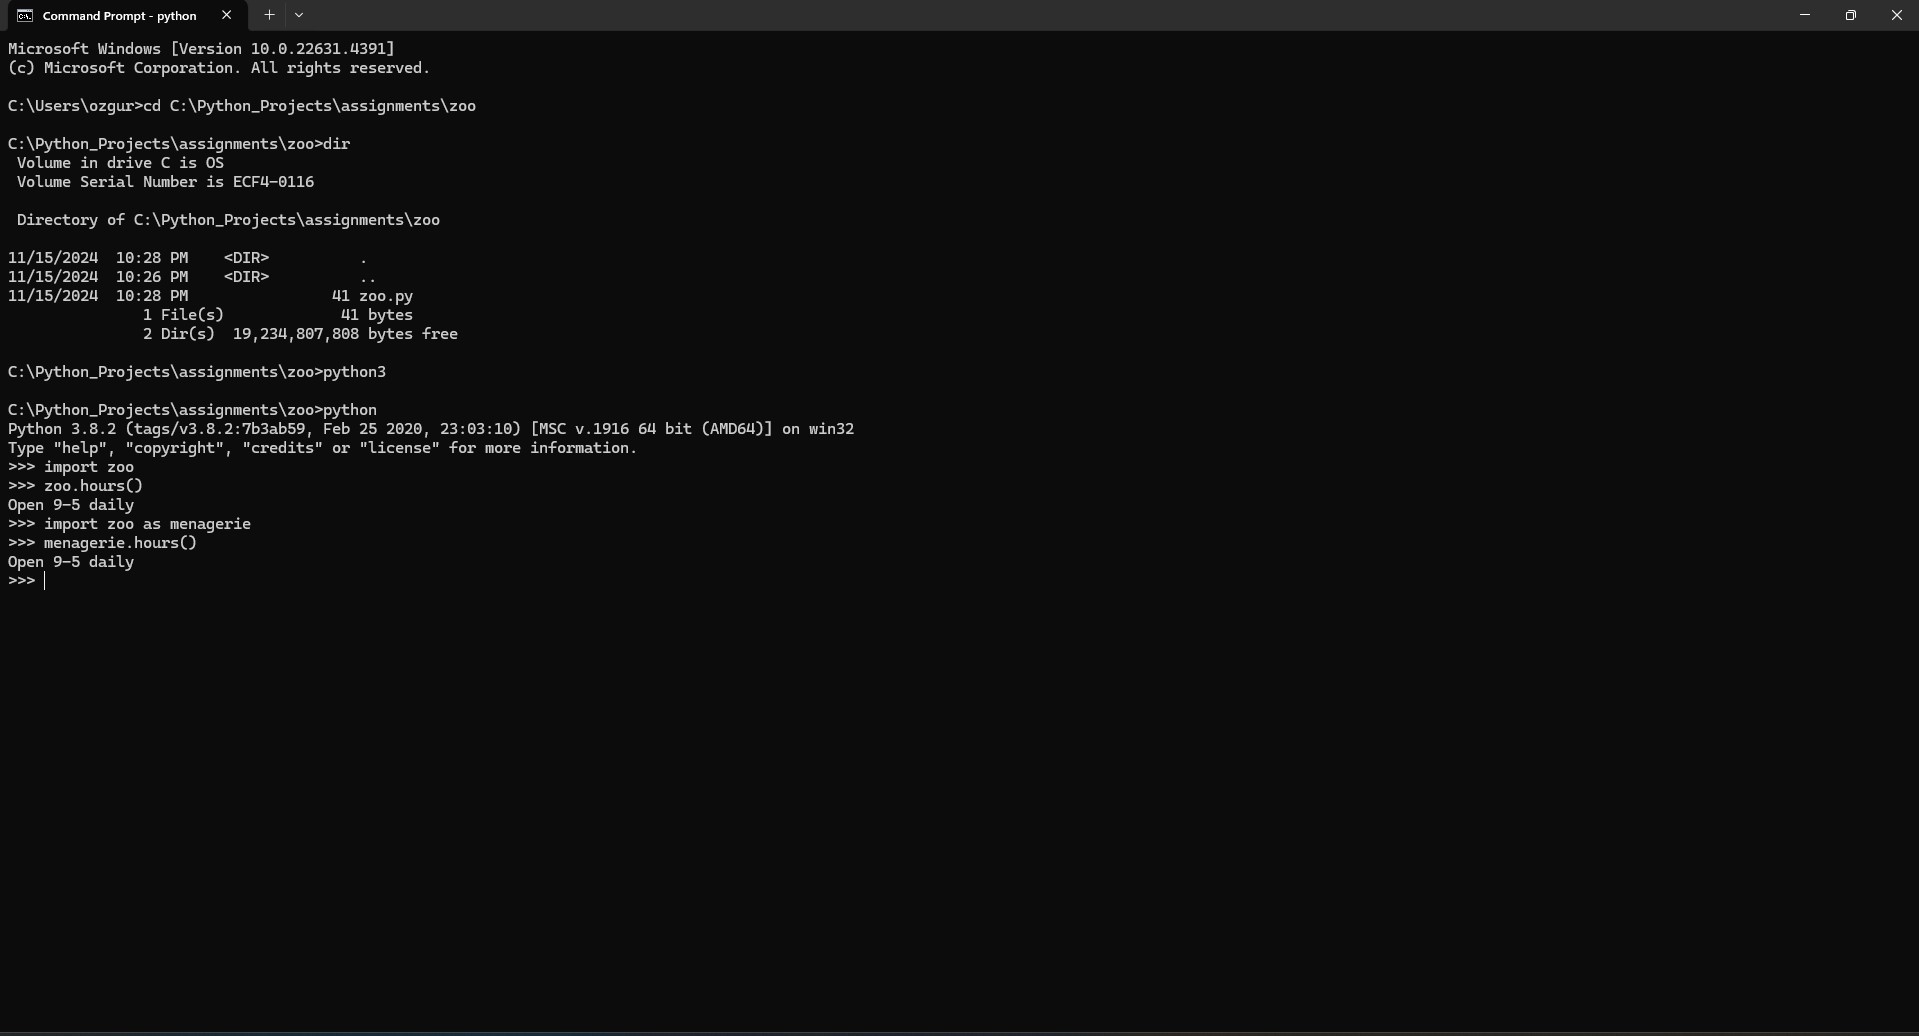 Command Prompt - python
Microsoft Windows [Version 10.0.22631.4391]
(c) Microsoft Corporation. All rights reserved.
C:\Users\ozgur>cd C:\Python_Projects\assignments\zoo
C:\Python_Projects\assignments\zoo>dir
 Volume in drive C is OS
 Volume Serial Number is ECF4-0116
 Directory of C:\Python_Projects\assignments\zoo
11/15/2024  10:28 PM    <DIR>          .
11/15/2024  10:26 PM    <DIR>          ..
11/15/2024  10:28 PM                41 zoo.py
               1 File(s)             41 bytes
               2 Dir(s)  19,234,807,808 bytes free
C:\Python_Projects\assignments\zoo>python3
C:\Python_Projects\assignments\zoo>python
Python 3.8.2 (tags/v3.8.2:7b3ab59, Feb 25 2020, 23:03:10) [MSC v.1916 64 bit (AMD64)] on win32
Type "help", "copyright", "credits" or "license" for more information.
>>> import zoo
>>> zoo.hours()
Open 9-5 daily
>>> import zoo as menagerie
>>> menagerie.hours()
Open 9-5 daily
>>>